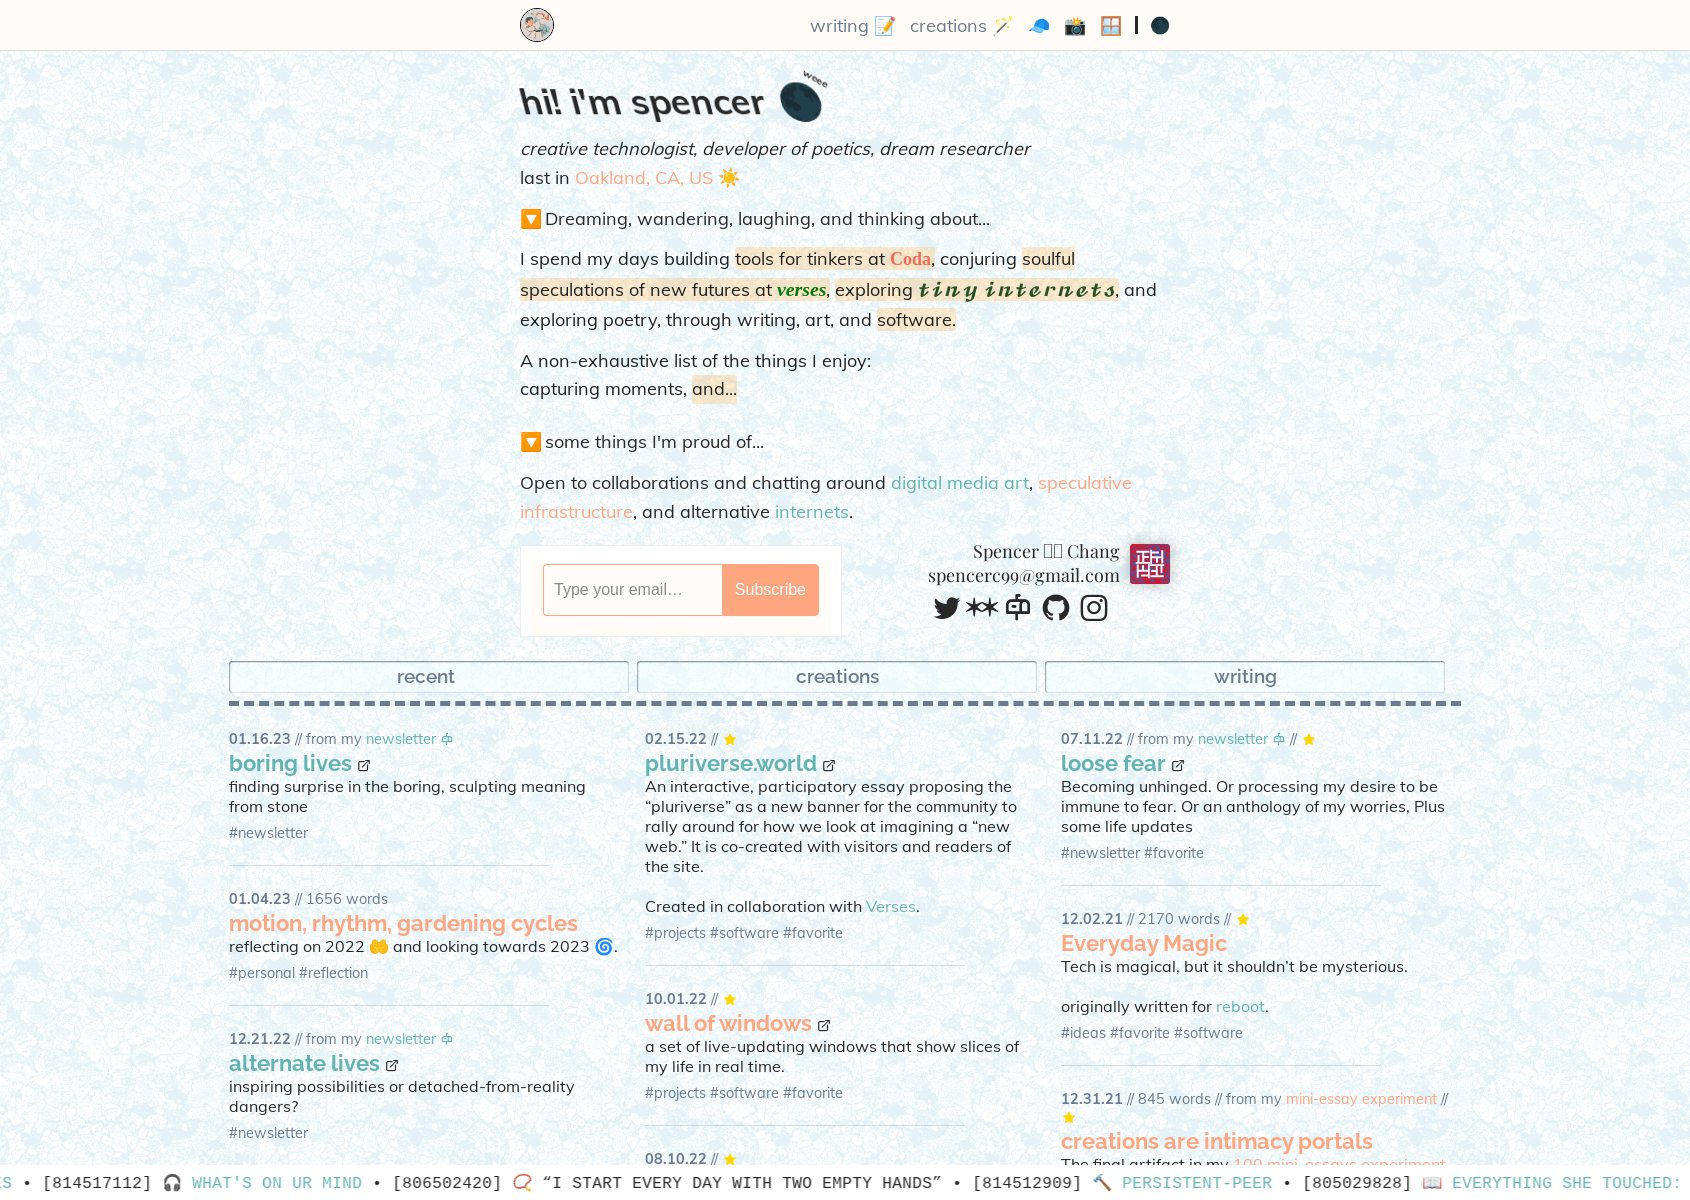 writing 📝 creations 🪄 🧢 📸 🪟 | 🌑
hi! i'm spencer
weee
creative technologist, developer of poetics, dream researcher
last in Oakland, CA, US ☀️
🔽 Dreaming, wandering, laughing, and thinking about...
I spend my days building tools for tinkers at Coda, conjuring soulful
speculations of new futures at verses, exploring tiny internets, and
exploring poetry, through writing, art, and software.
A non-exhaustive list of the things I enjoy:
capturing moments, and...
🔽 some things I'm proud of...
Open to collaborations and chatting around digital media art, speculative
infrastructure, and alternative internets.
Type your email…
Subscribe
Spencer Chang
spencerc99@gmail.com
recent
creations
writing
01.16.23 // from my newsletter
boring lives
finding surprise in the boring, sculpting meaning
from stone
#newsletter
01.04.23 // 1656 words
motion, rhythm, gardening cycles
reflecting on 2022 🤲 and looking towards 2023 🌀.
#personal #reflection
12.21.22 // from my newsletter
alternate lives
inspiring possibilities or detached-from-reality
dangers?
#newsletter
02.15.22 // ⭐
pluriverse.world
An interactive, participatory essay proposing the
“pluriverse” as a new banner for the community to
rally around for how we look at imagining a “new
web.” It is co-created with visitors and readers of
the site.
Created in collaboration with Verses.
#projects #software #favorite
10.01.22 // ⭐
wall of windows
a set of live-updating windows that show slices of
my life in real time.
#projects #software #favorite
08.10.22 // ⭐
07.11.22 // from my newsletter // ⭐
loose fear
Becoming unhinged. Or processing my desire to be
immune to fear. Or an anthology of my worries, Plus
some life updates
#newsletter #favorite
12.02.21 // 2170 words // ⭐
Everyday Magic
Tech is magical, but it shouldn’t be mysterious.
originally written for reboot.
#ideas #favorite #software
12.31.21 // 845 words // from my mini-essay experiment //
⭐
creations are intimacy portals
The final artifact in my 100 mini-essays experiment
ES • [814517112] 🎧 WHAT'S ON UR MIND • [806502420] 📿 “I START EVERY DAY WITH TWO EMPTY HANDS” • [814512909] 🔨 PERSISTENT-PEER • [805029828] 📖 EVERYTHING SHE TOUCHED: